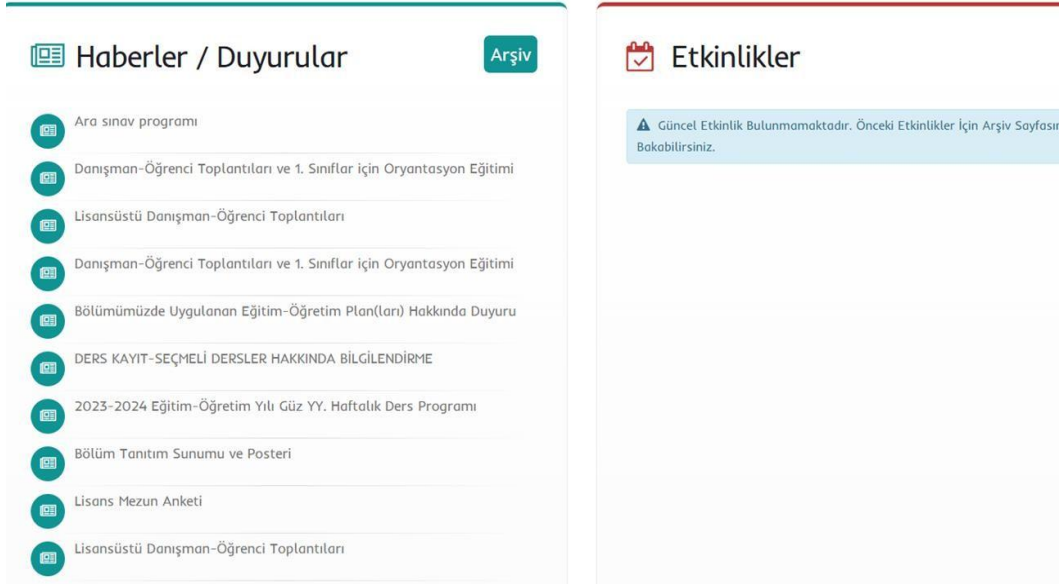 Haberler / Duyurular
Arşiv
Ara sınav programı
Danışman-Öğrenci Toplantıları ve 1. Sınıflar için Oryantasyon Eğitimi
Lisansüstü Danışman-Öğrenci Toplantıları
Danışman-Öğrenci Toplantıları ve 1. Sınıflar için Oryantasyon Eğitimi
Bölümümüzde Uygulanan Eğitim-Öğretim Plan(ları) Hakkında Duyuru
DERS KAYIT-SEÇMELİ DERSLER HAKKINDA BİLGİLENDİRME
2023-2024 Eğitim-Öğretim Yılı Güz YY. Haftalık Ders Programı
Bölüm Tanıtım Sunumu ve Posteri
Lisans Mezun Anketi
Lisansüstü Danışman-Öğrenci Toplantıları
Etkinlikler
Güncel Etkinlik Bulunmamaktadır. Önceki Etkinlikler İçin Arşiv
Bakabilirsiniz.